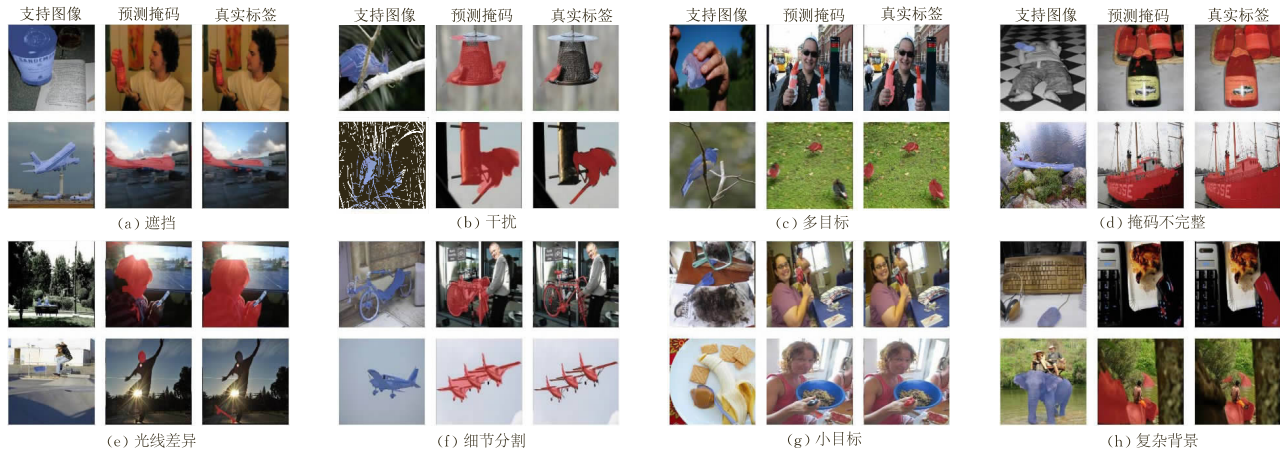 支持图像 预测掩码 真实标签 支持图像 预测掩码 真实标签 支持图像 预测掩码 真实标签 支持图像 预测掩码 真实标签
(a) 遮挡 (b) 干扰 (c) 多目标 (d) 掩码不完整
(e) 光线差异 (f) 细节分割 (g) 小目标 (h) 复杂背景